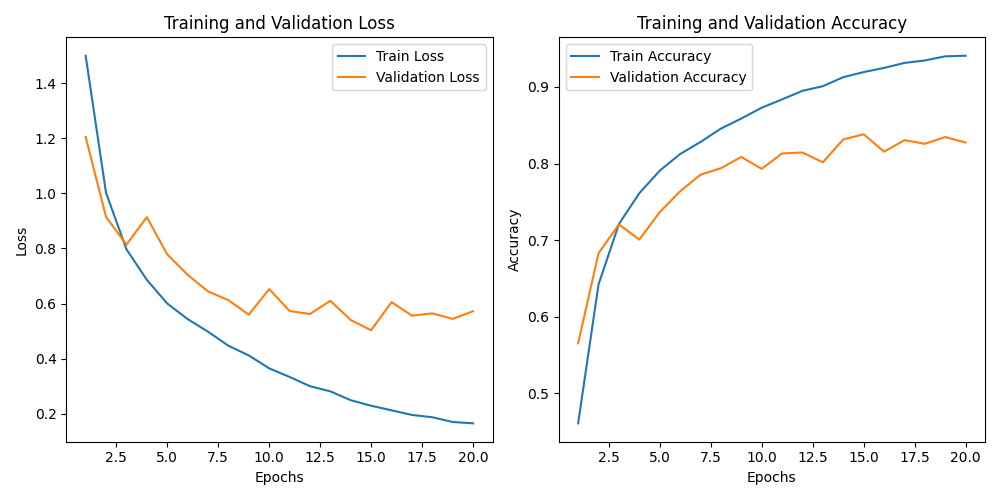 Training and Validation Loss
Train Loss
Validation Loss
Loss
1.4
1.2
1.0
0.8
0.6
0.4
0.2
2.5 5.0 7.5 10.0 12.5 15.0 17.5 20.0
Epochs
Training and Validation Accuracy
Train Accuracy
Validation Accuracy
Accuracy
0.9
0.8
0.7
0.6
0.5
2.5 5.0 7.5 10.0 12.5 15.0 17.5 20.0
Epochs